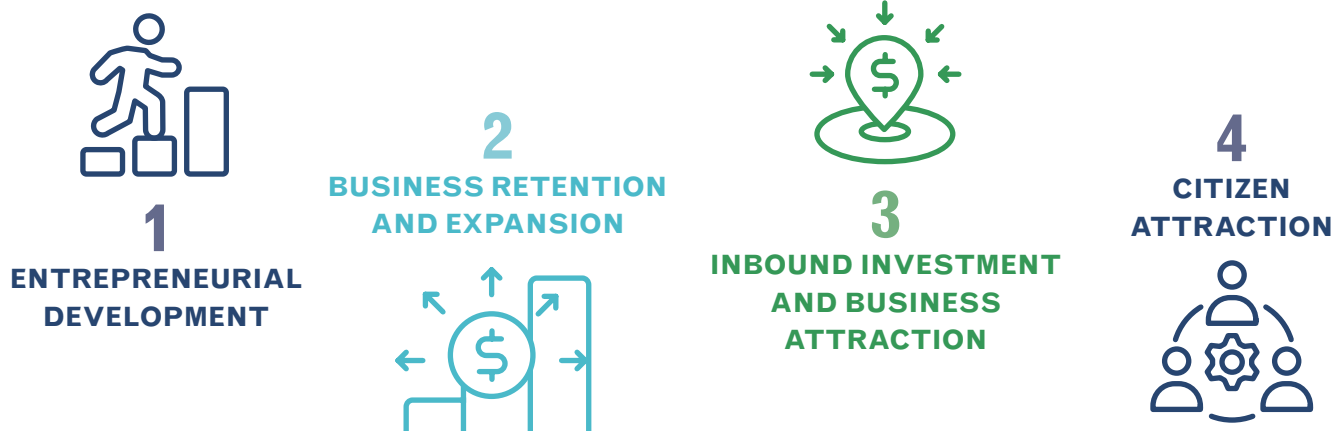 1
ENTREPRENEURIAL
DEVELOPMENT
2
BUSINESS RETENTION
AND EXPANSION
$
$
3
INBOUND INVESTMENT
AND BUSINESS
ATTRACTION
4
CITIZEN
ATTRACTION